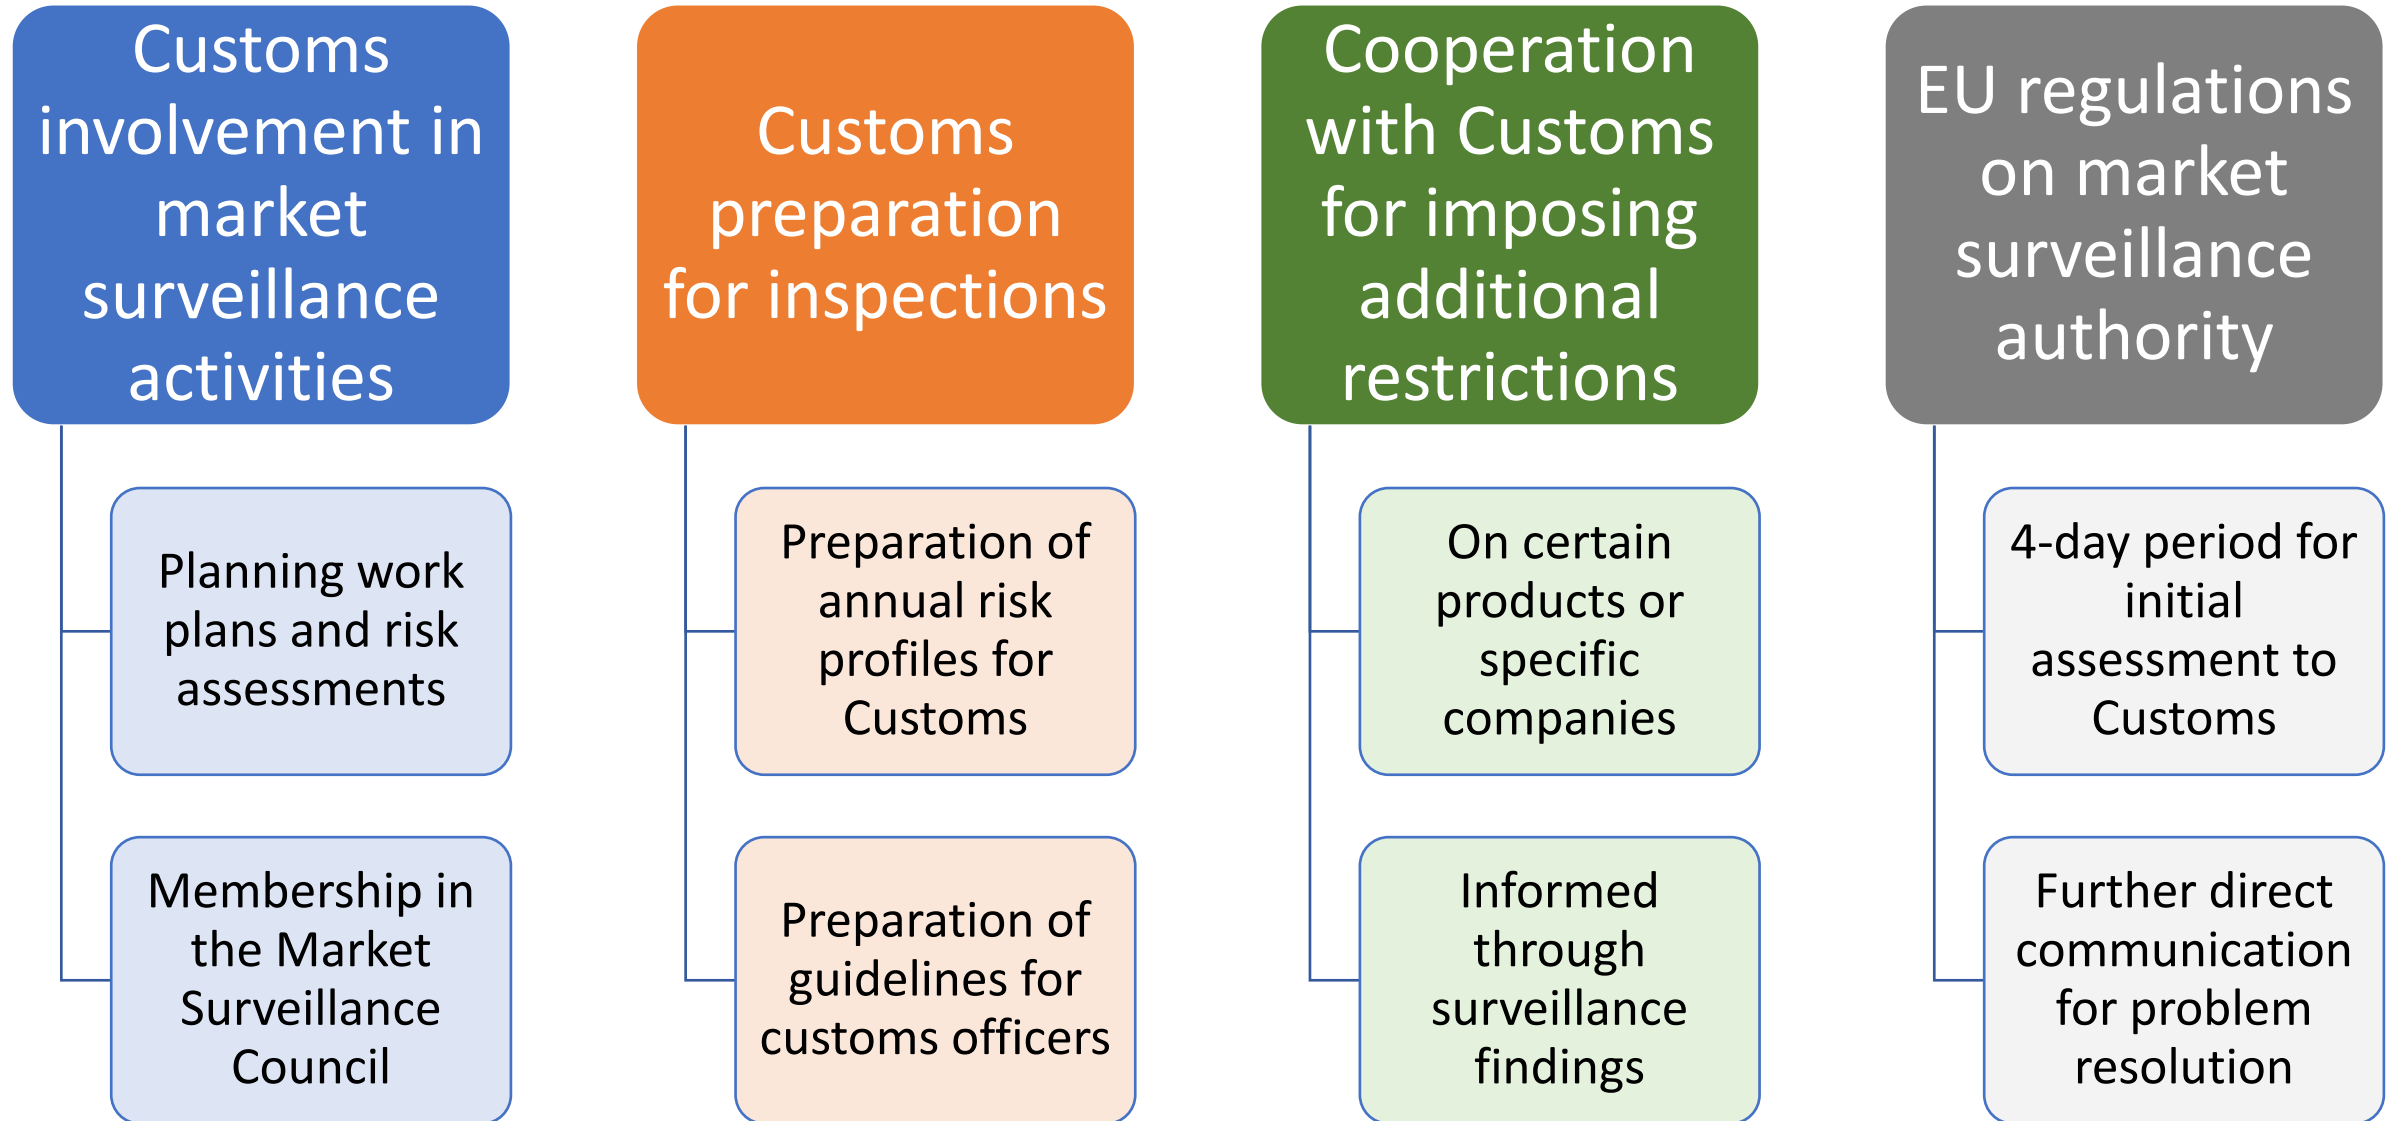 Customs
involvement in
market
surveillance
activities
Planning work
plans and risk
assessments
Membership in
the Market
Surveillance
Council
Customs
preparation
for inspections
Preparation of
annual risk
profiles for
Customs
Preparation of
guidelines for
customs officers
Cooperation
with Customs
for imposing
additional
restrictions
On certain
products or
specific
companies
Informed
through
surveillance
findings
EU regulations
on market
surveillance
authority
4-day period for
initial
assessment to
Customs
Further direct
communication
for problem
resolution